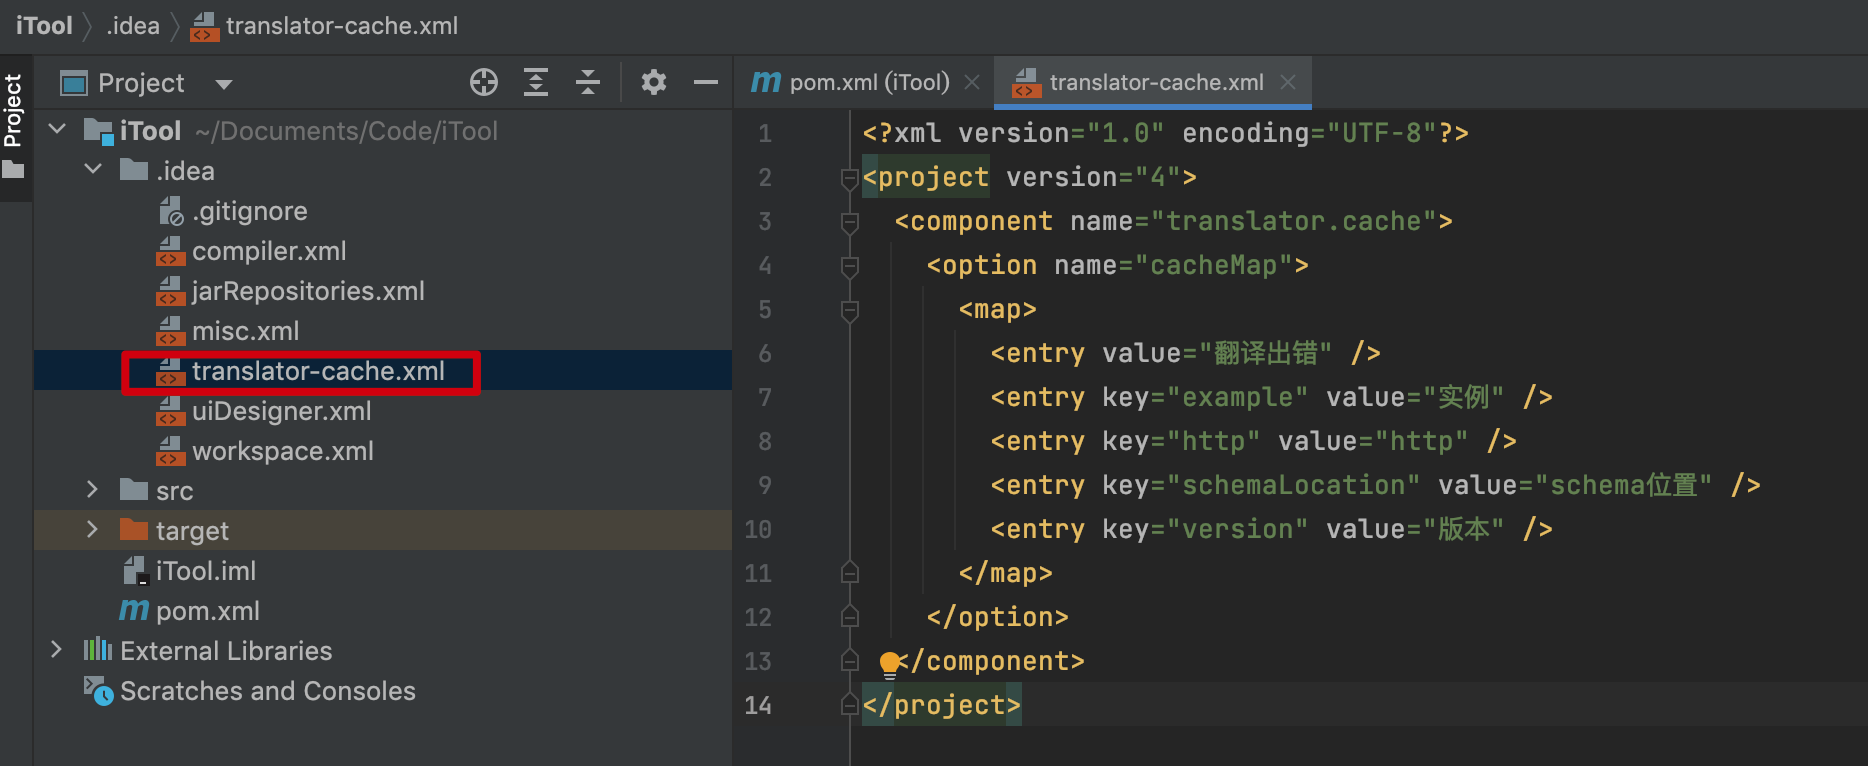 iTool .idea translator-cache.xml
Project
Project
iTool ~/Documents/Code/iTool
.idea
.gitignore
compiler.xml
jarRepositories.xml
misc.xml
translator-cache.xml
uiDesigner.xml
workspace.xml
src
target
iTool.iml
pom.xml
External Libraries
Scratches and Consoles
pom.xml (iTool) translator-cache.xml
1 <?xml version="1.0" encoding="UTF-8"?>
2 <project version="4">
3 <component name="translator.cache">
4 <option name="cacheMap">
5 <map>
6 <entry value="翻译出错" />
7 <entry key="example" value="实例" />
8 <entry key="http" value="http" />
9 <entry key="schemaLocation" value="schema位置" />
10 <entry key="version" value="版本" />
11 </map>
12 </option>
13 </component>
14 </project>